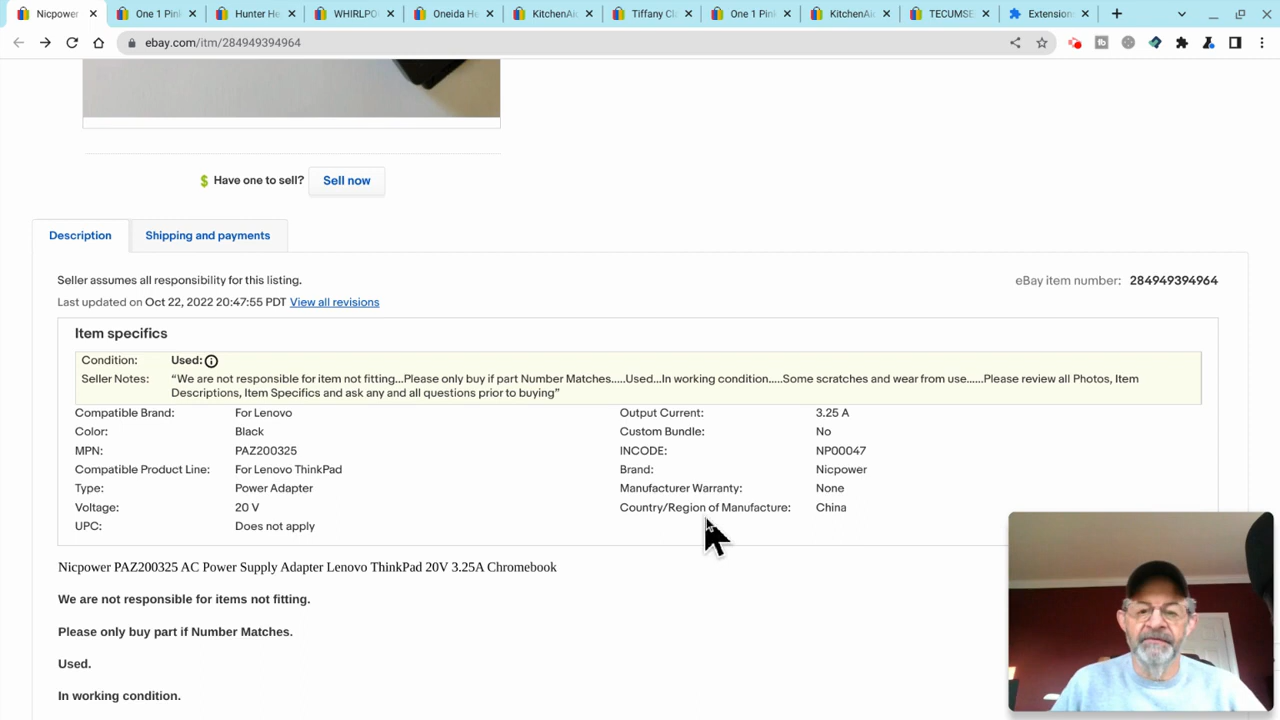 Nicpower
One 1 Pin
Hunter He
WHIRLPO
Oneida He
KitchenAi
Tiffany Cl
One 1 Pin
KitchenAi
TECUMSE
Extension
ebay.com/itm/284949394964
Have one to sell? Sell now
Description Shipping and payments
Seller assumes all responsibility for this listing.
eBay item number: 284949394964
Last updated on Oct 22, 2022 20:47:55 PDT View all revisions
Item specifics
Condition: Used:
Seller Notes: “We are not responsible for item not fitting...Please only buy if part Number Matches.....Used...In working condition.....Some scratches and wear from use......Please review all Photos, Item
Descriptions, Item Specifics and ask any and all questions prior to buying”
Compatible Brand: For Lenovo Output Current: 3.25 A
Color: Black Custom Bundle: No
MPN: PAZ200325 INCODE: NP00047
Compatible Product Line: For Lenovo ThinkPad Brand: Nicpower
Type: Power Adapter Manufacturer Warranty: None
Voltage: 20 V Country/Region of Manufacture: China
UPC: Does not apply
Nicpower PAZ200325 AC Power Supply Adapter Lenovo ThinkPad 20V 3.25A Chromebook
We are not responsible for items not fitting.
Please only buy part if Number Matches.
Used.
In working condition.